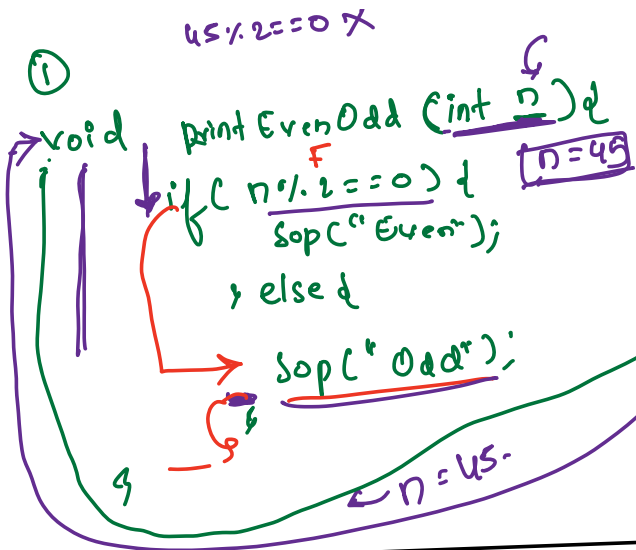 45%2==0 X
1
void printEvenOdd (int n) {
n=45
F
if( n%2==0) {
Sop("Even");
} else {
Sop("Odd");
}
}
n=45.